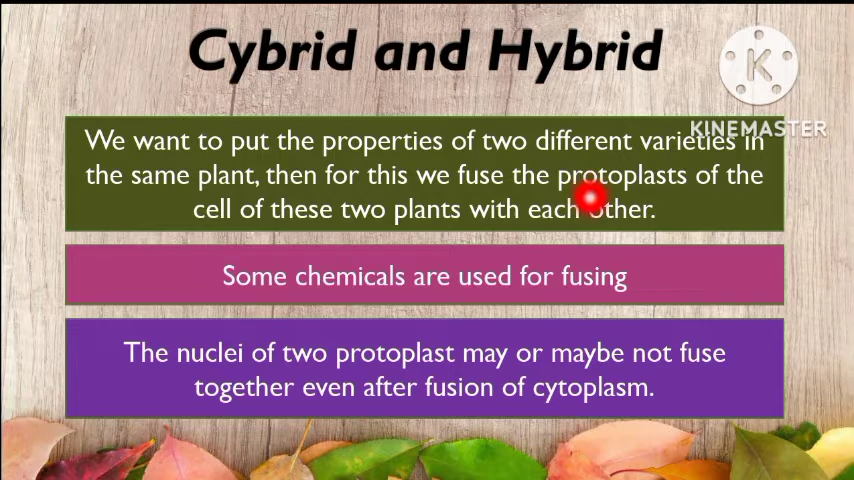 Cybrid and Hybrid
K
KINEMASTER
We want to put the properties of two different varieties in
the same plant, then for this we fuse the protoplasts of the
cell of these two plants with each other.
Some chemicals are used for fusing
The nuclei of two protoplast may or maybe not fuse
together even after fusion of cytoplasm.